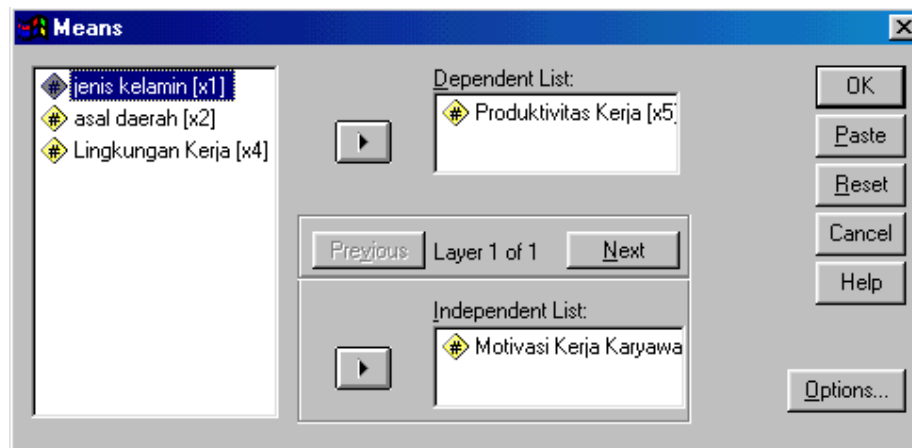 Means
jenis kelamin [x1]
asal daerah [x2]
Lingkungan Kerja [x4]
Dependent List:
Produktivitas Kerja [x5]
Previous
Layer 1 of 1
Next
Independent List:
Motivasi Kerja Karyawa
OK
Paste
Reset
Cancel
Help
Options...